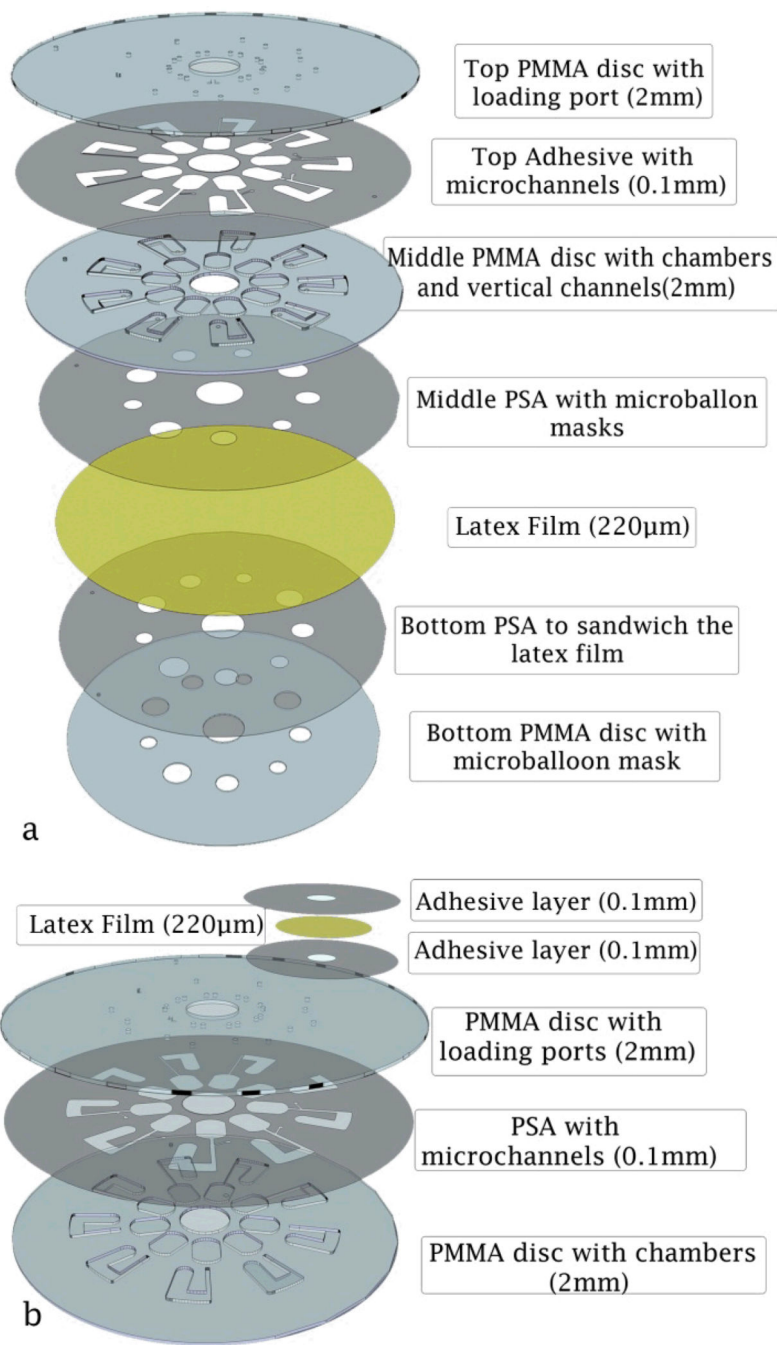 Top PMMA disc with
loading port (2mm)
Top Adhesive with
microchannels (0.1mm)
Middle PMMA disc with chambers
and vertical channels(2mm)
Middle PSA with microballon
masks
Latex Film (220µm)
Bottom PSA to sandwich the
latex film
Bottom PMMA disc with
microballoon mask
a
Adhesive layer (0.1mm)
Latex Film (220µm)
Adhesive layer (0.1mm)
PMMA disc with
loading ports (2mm)
PSA with
microchannels (0.1mm)
PMMA disc with chambers
(2mm)
b